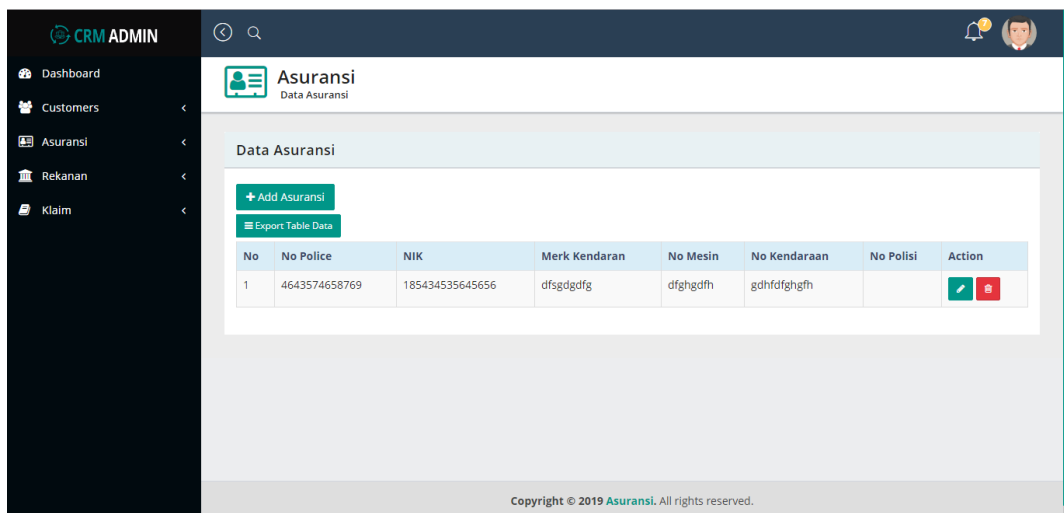 CRM ADMIN
7
Dashboard
Customers
Asuransi
Rekanan
Klaim
Asuransi
Data Asuransi
Data Asuransi
Add Asuransi
Export Table Data
No No Police NIK Merk Kendaran No Mesin No Kendaraan No Polisi Action
1 4643574658769 185434535645656 dfsgdgdfg dfghgdfh gdhfdfghgfh
Copyright © 2019 Asuransi. All rights reserved.